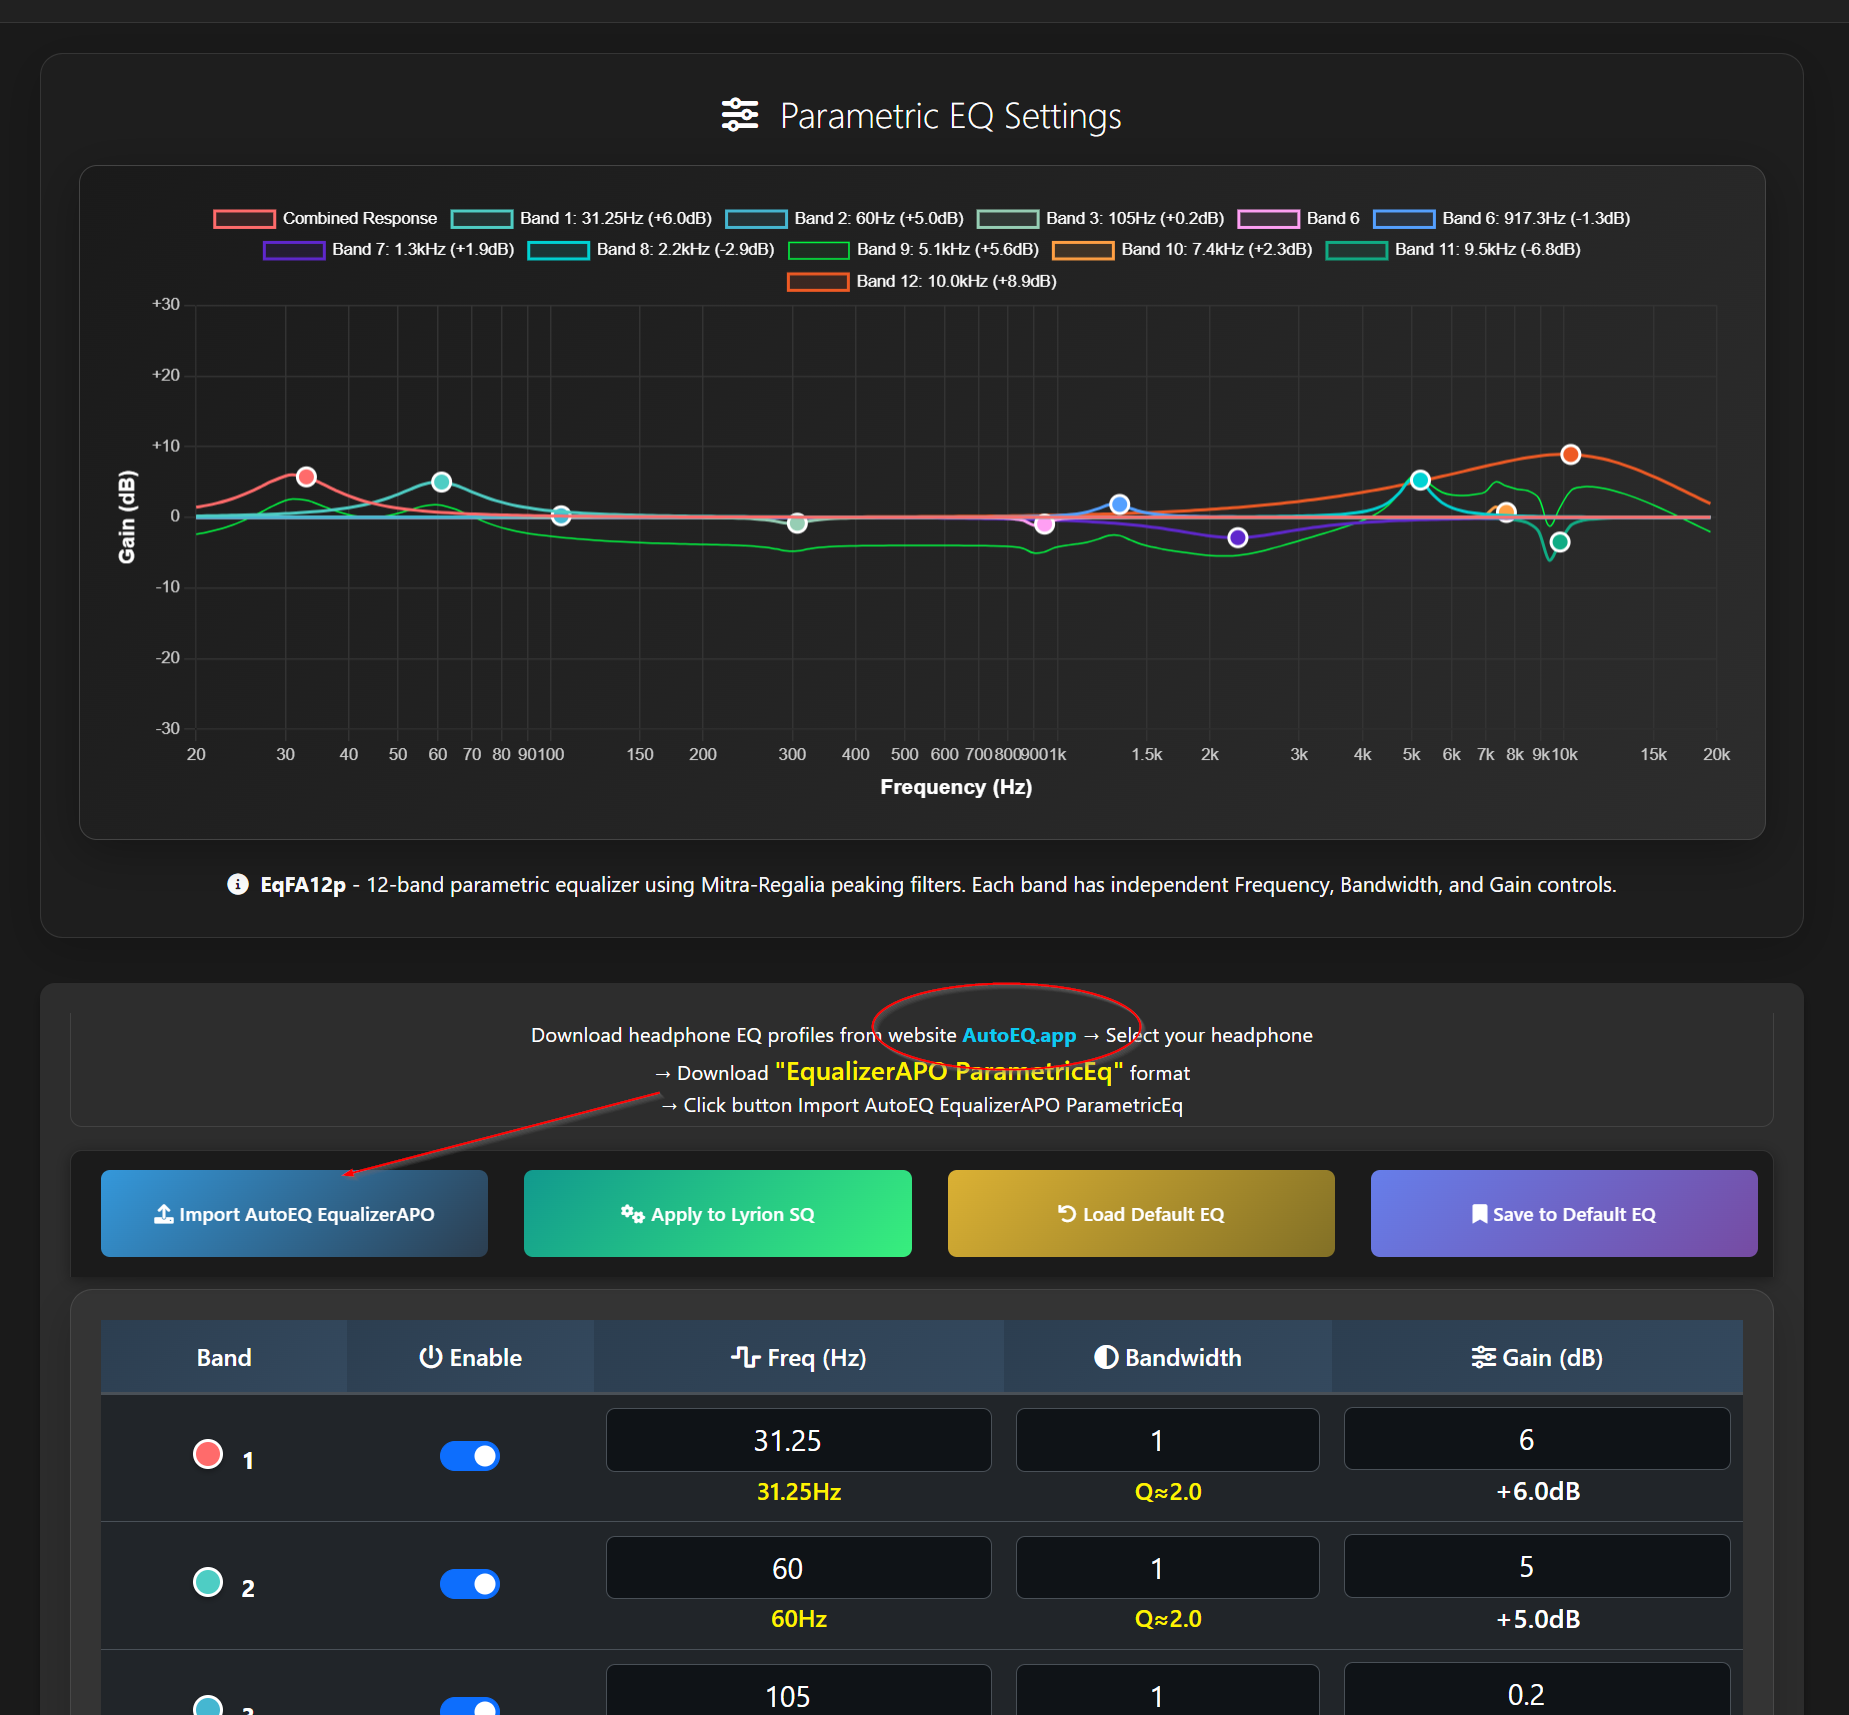 Parametric EQ Settings
Combined Response Band 1: 31.25Hz (+6.0dB) Band 2: 60Hz (+5.0dB) Band 3: 105Hz (+0.2dB) Band 6 Band 6: 917.3Hz (-1.3dB)
Band 7: 1.3kHz (+1.9dB) Band 8: 2.2kHz (-2.9dB) Band 9: 5.1kHz (+5.6dB) Band 10: 7.4kHz (+2.3dB) Band 11: 9.5kHz (-6.8dB)
Band 12: 10.0kHz (+8.9dB)
+30
+20
+10
0
-10
-20
-30
Gain (dB)
20 30 40 50 60 70 80 90 100 150 200 300 400 500 600 700 800 900 1k 1.5k 2k 3k 4k 5k 6k 7k 8k 9k 10k 15k 20k
Frequency (Hz)
EqFA12p - 12-band parametric equalizer using Mitra-Regalia peaking filters. Each band has independent Frequency, Bandwidth, and Gain controls.
Download headphone EQ profiles from website AutoEQ.app → Select your headphone
→ Download "EqualizerAPO ParametricEq" format
→ Click button Import AutoEQ EqualizerAPO ParametricEq
Import AutoEQ EqualizerAPO Apply to Lyrion SQ Load Default EQ Save to Default EQ
Band Enable Freq (Hz) Bandwidth Gain (dB)
1 31.25 1 6
31.25Hz Q≈2.0 +6.0dB
2 60 1 5
60Hz Q≈2.0 +5.0dB
105 1 0.2